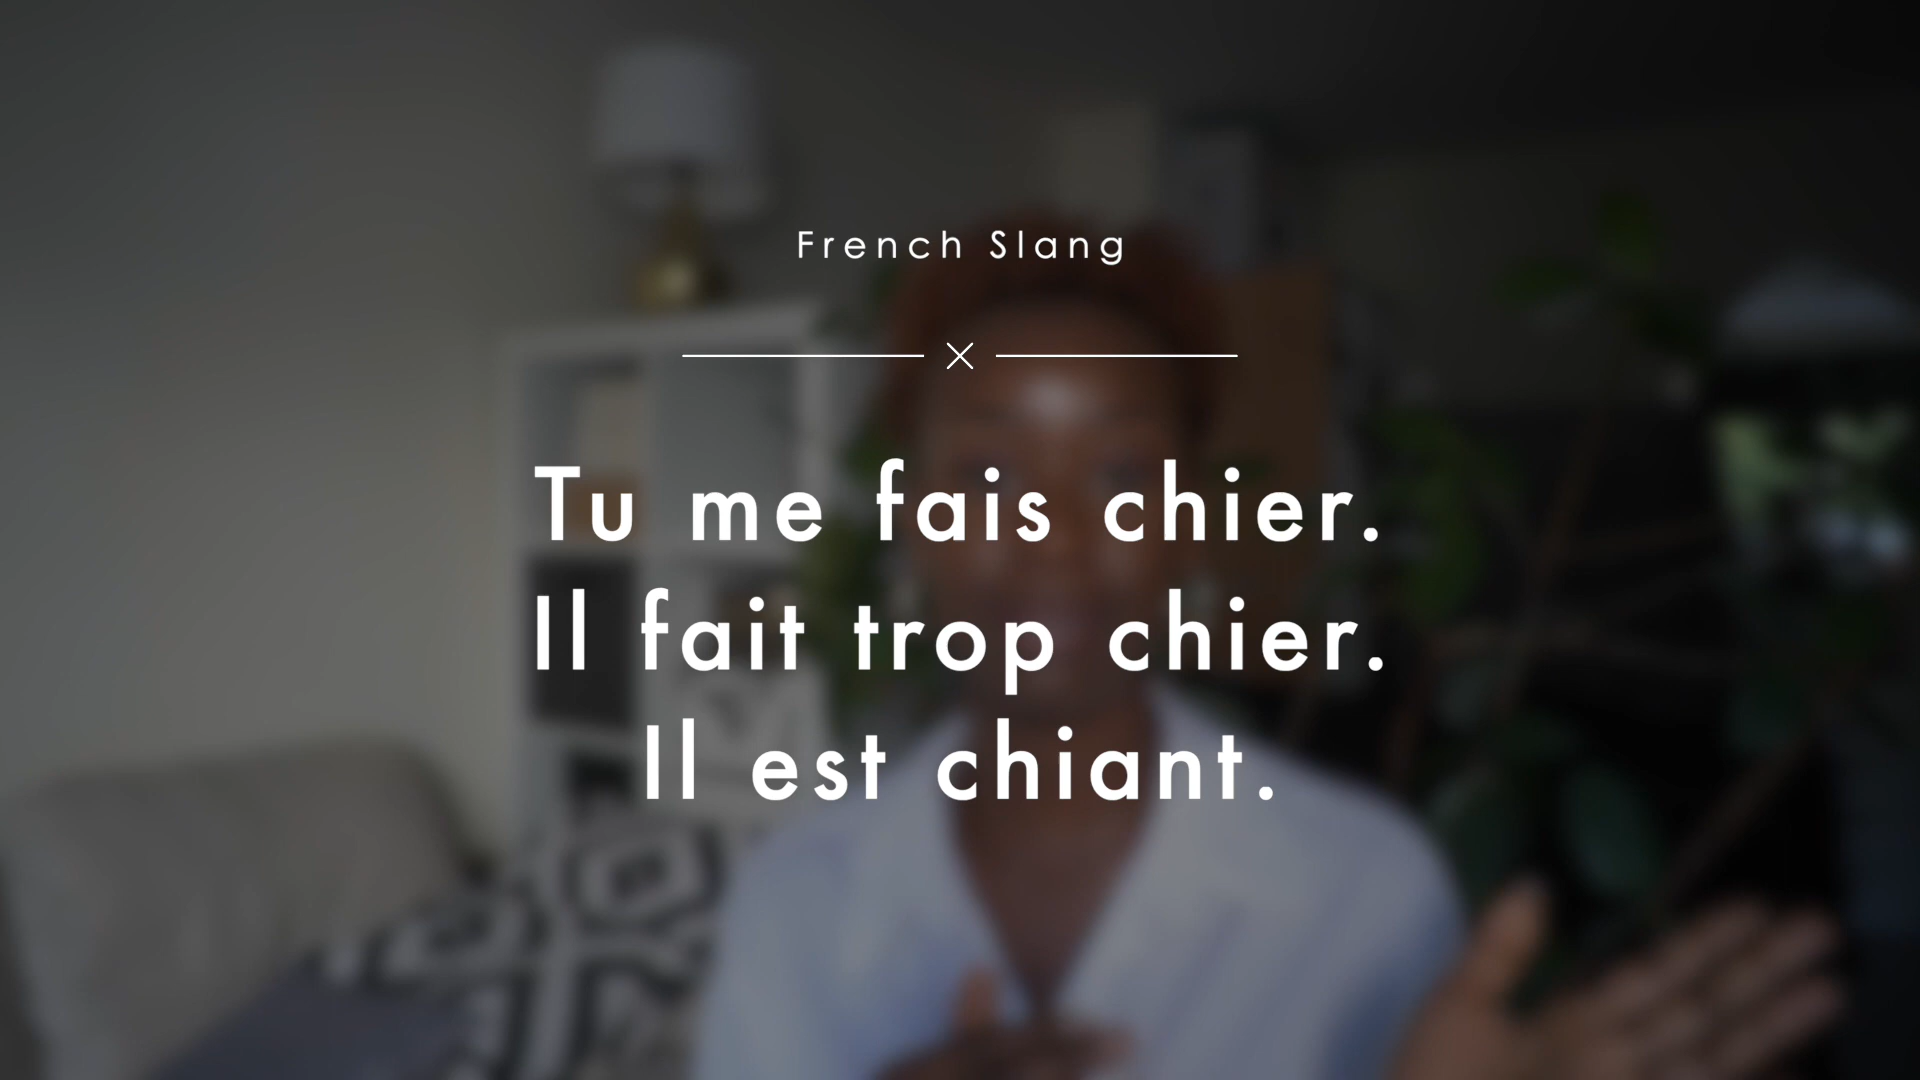 French Slang
Tu me fais chier.
Il fait trop chier.
Il est chiant.